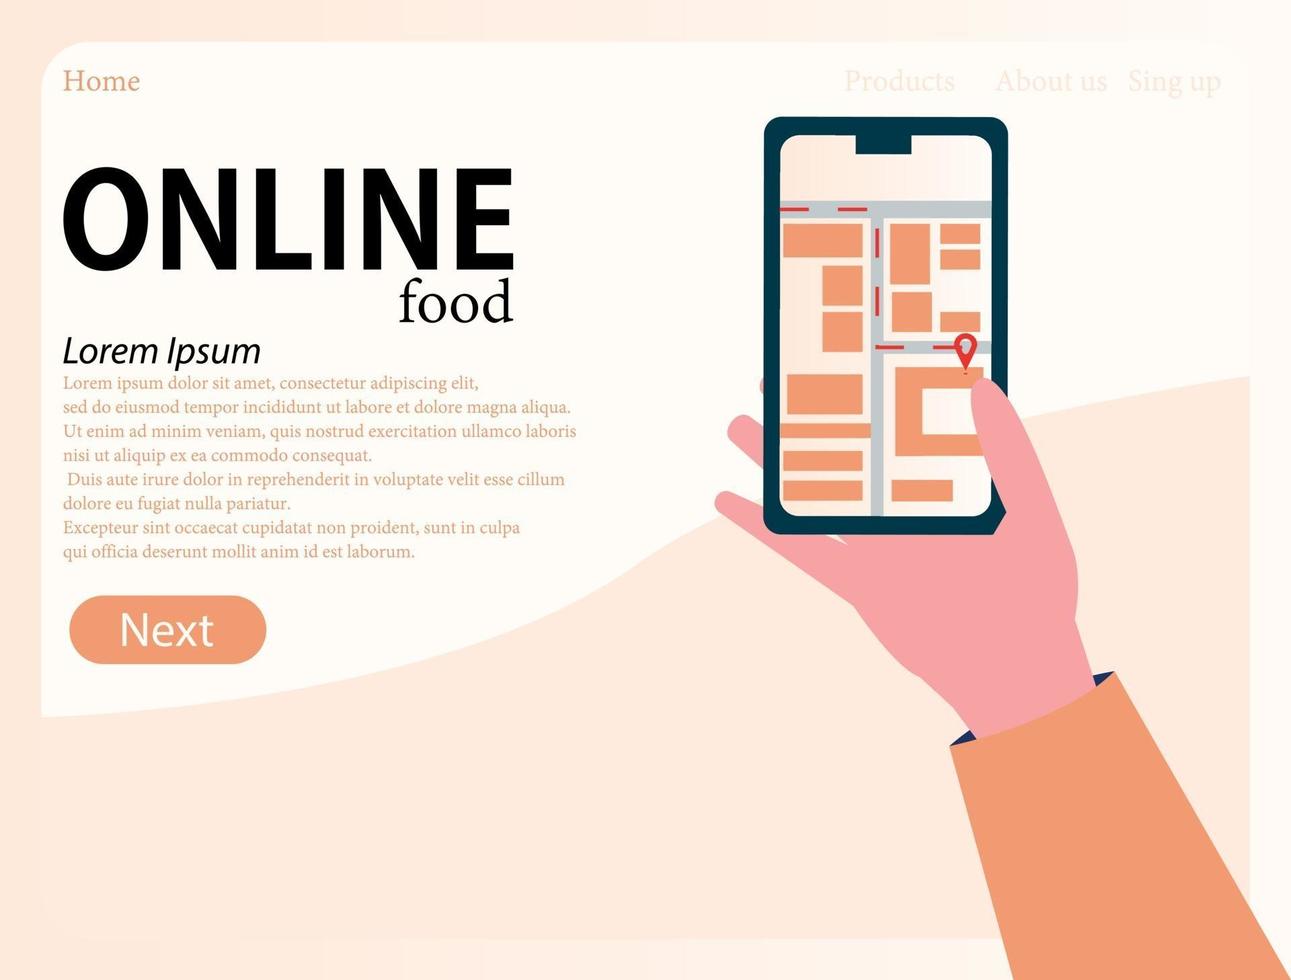 Home Products About us Sing up
ONLINE
food
Lorem Ipsum
Lorem ipsum dolor sit amet, consectetur adipiscing elit,
sed do eiusmod tempor incididunt ut labore et dolore magna aliqua.
Ut enim ad minim veniam, quis nostrud exercitation ullamco laboris
nisi ut aliquip ex ea commodo consequat.
Duis aute irure dolor in reprehenderit in voluptate velit esse cillum
dolore eu fugiat nulla pariatur.
Excepteur sint occaecat cupidatat non proident, sunt in culpa
qui officia deserunt mollit anim id est laborum.
Next